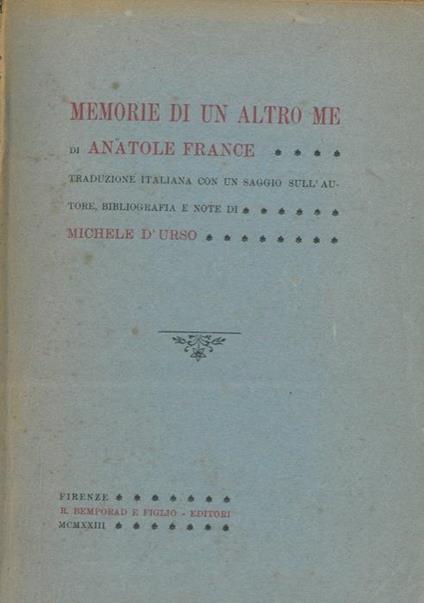 MEMORIE DI UN ALTRO ME
DI ANATOLE FRANCE
TRADUZIONE ITALIANA CON UN SAGGIO SULL'AU-
TORE, BIBLIOGRAFIA E NOTE DI
MICHELE D'URSO
FIRENZE
R. BEMPORAD E FIGLIO - EDITORI
MCMXXIII